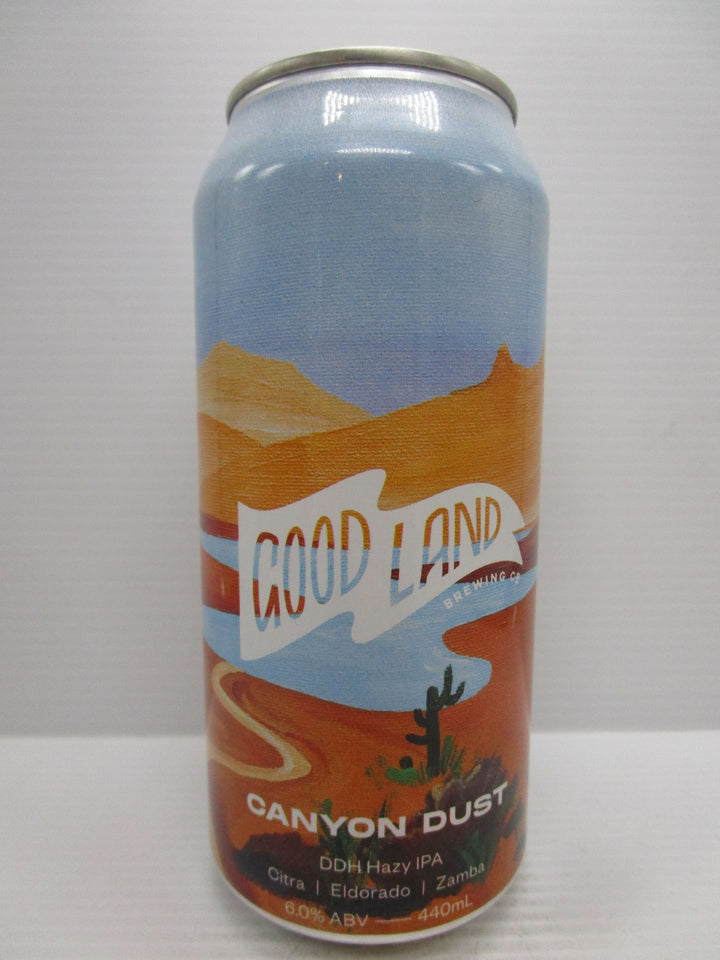 GOOD LAND
BREWING CO
CANYON DUST
DDH Hazy IPA
Citra | Eldorado | Zamba
6.0% ABV — 440mL